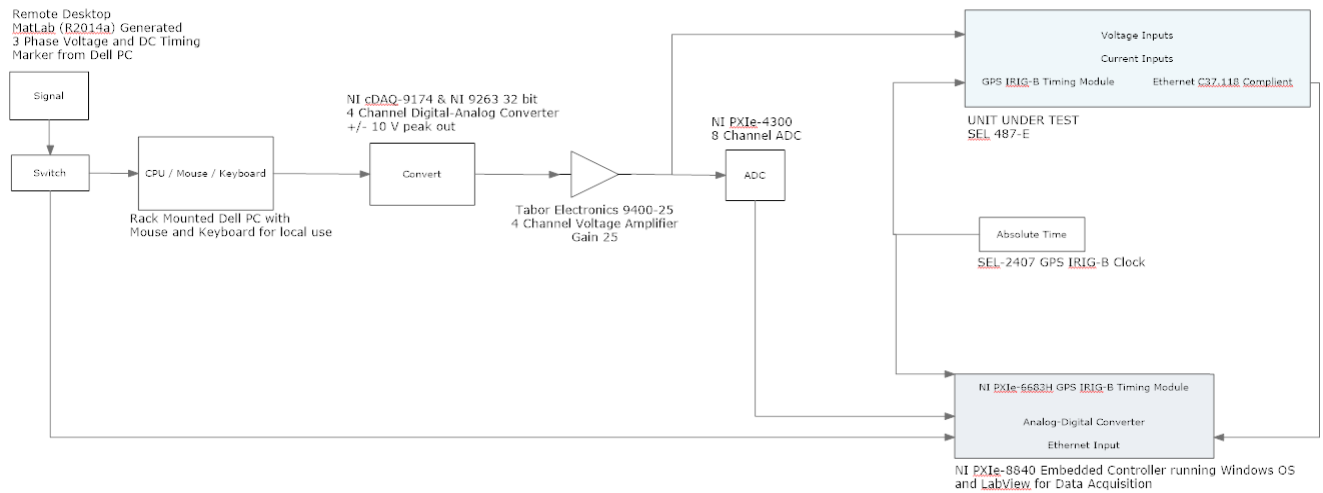 Remote Desktop
MatLab (R2014a) Generated
3 Phase Voltage and DC Timing
Marker from Dell PC
Signal
Switch
CPU / Mouse / Keyboard
Rack Mounted Dell PC with
Mouse and Keyboard for local use
NI cDAQ-9174 & NI 9263 32 bit
4 Channel Digital-Analog Converter
+/- 10 V peak out
Convert
Tabor Electronics 9400-25
4 Channel Voltage Amplifier
Gain 25
NI PXIe-4300
8 Channel ADC
ADC
Voltage Inputs
Current Inputs
GPS IRIG-B Timing Module
Ethernet C37.118 Complient
UNIT UNDER TEST
SEL 487-E
Absolute Time
SEL-2407 GPS IRIG-B Clock
NI PXIe-6683H GPS IRIG-B Timing Module
Analog-Digital Converter
Ethernet Input
NI PXIe-8840 Embedded Controller running Windows OS
and LabView for Data Acquisition